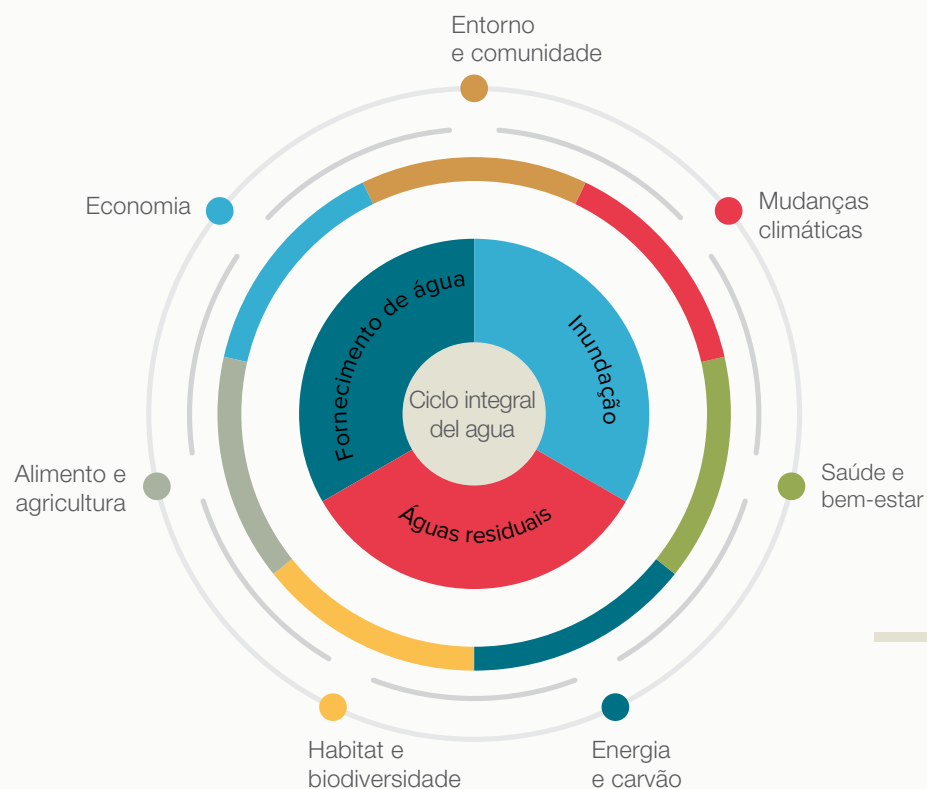 Entorno
e comunidade
Economia
Mudanças
climáticas
Fornecimento de água
Inundação
Ciclo integral
del agua
Águas residuais
Alimento e
agricultura
Saúde e
bem-estar
Habitat e
biodiversidade
Energia
e carvão